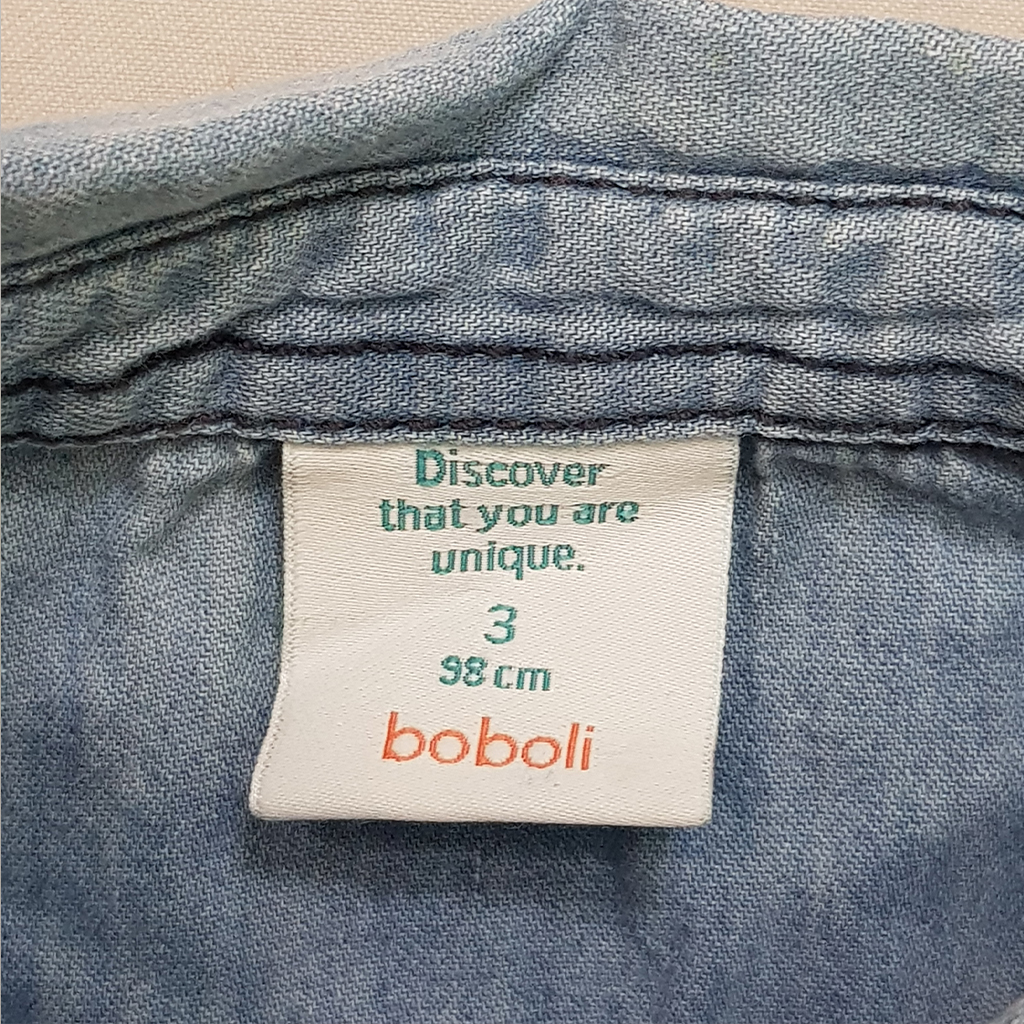 Discover
that you are
unique.
3
98 cm
boboli